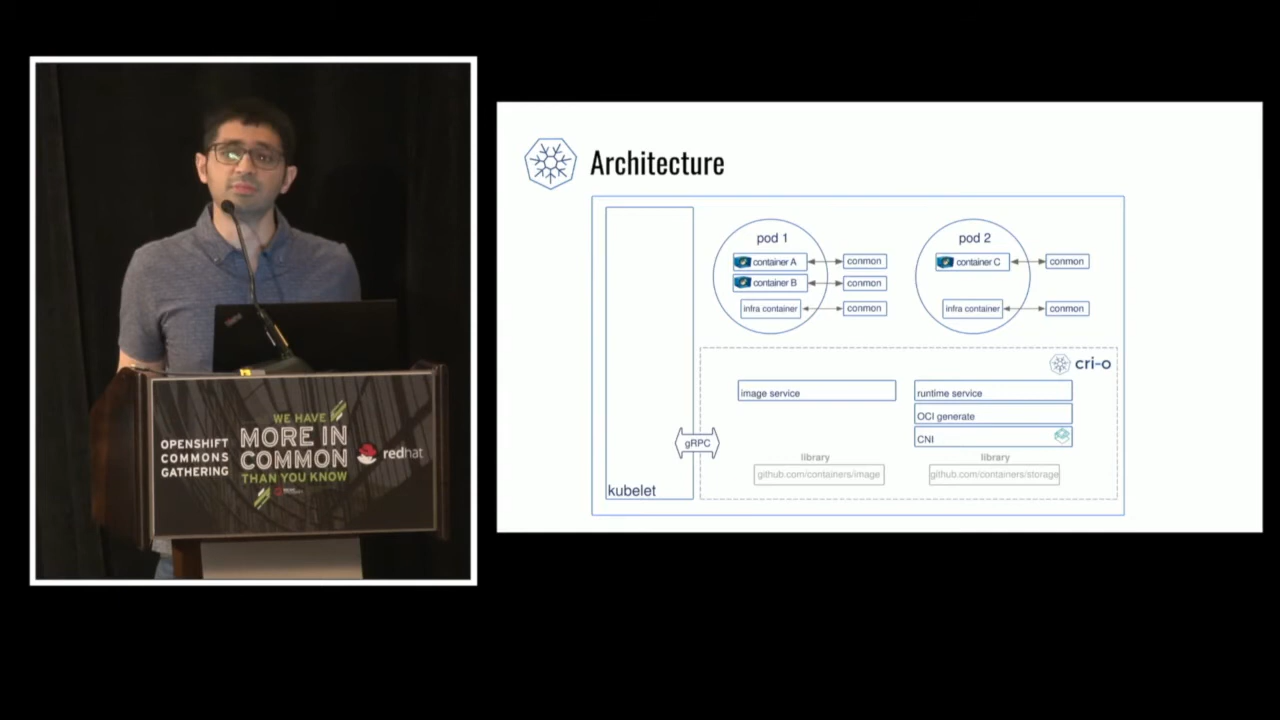 OPENSHIFT
COMMONS
GATHERING
WE HAVE
MORE IN
COMMON
THAN YOU KNOW
redhat
Architecture
pod 1
container A
conmon
container B
conmon
infra container
conmon
pod 2
container C
conmon
infra container
conmon
cri-o
image service
runtime service
OCI generate
CNI
gRPC
library
github.com/containers/image
library
github.com/containers/storage
kubelet